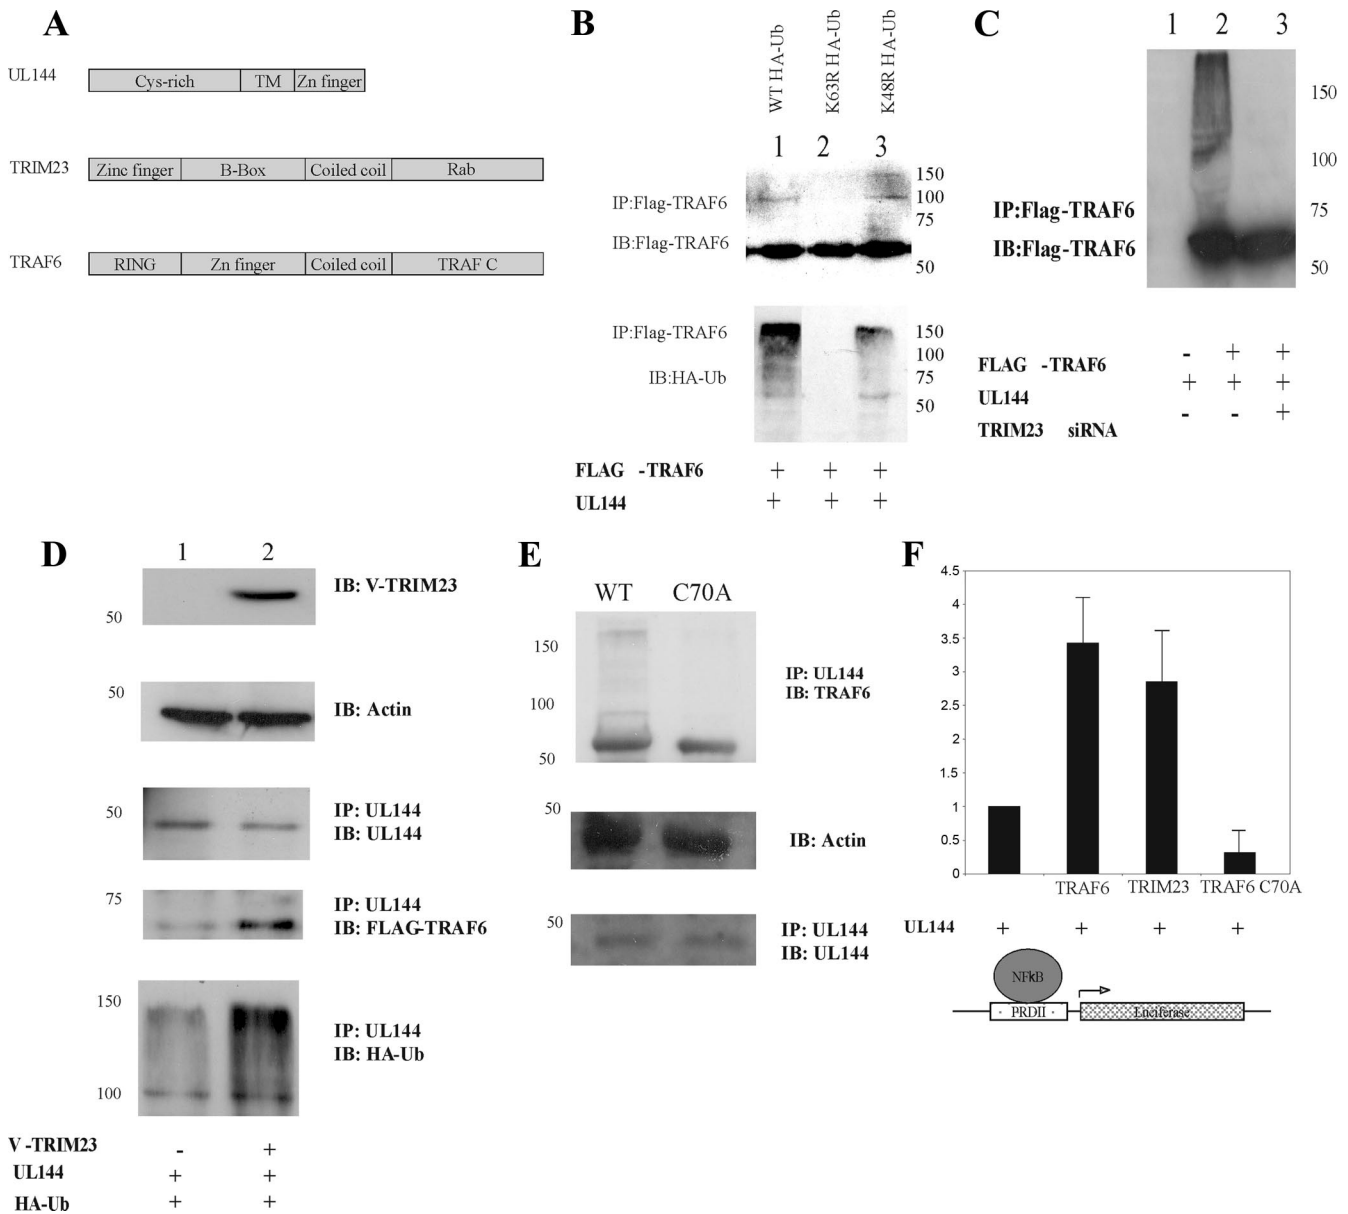 A
UL144
Cys-rich TM Zn finger
TRIM23
Zinc finger B-Box Coiled coil Rab
TRAF6
RING Zn finger Coiled coil TRAF C
B
WT HA-Ub
K63R HA-Ub
K48R HA-Ub
1 2 3
150
IP:Flag-TRAF6 100
75
IB:Flag-TRAF6
50
IP:Flag-TRAF6 150
100
IB:HA-Ub 75
50
FLAG -TRAF6 + + +
UL144 + + +
C
1 2 3
150
100
IP:Flag-TRAF6 75
IB:Flag-TRAF6 50
FLAG -TRAF6 - + +
UL144 + + +
TRIM23 siRNA - - +
D
1 2
IB: V-TRIM23
50
50
IB: Actin
50 IP: UL144
IB: UL144
75 IP: UL144
IB: FLAG-TRAF6
150
IP: UL144
IB: HA-Ub
100
V -TRIM23 - +
UL144 + +
HA-Ub + +
E
WT C70A
150
IP: UL144
IB: TRAF6
100
50
50
IB: Actin
50
IP: UL144
IB: UL144
F
4.5
4
3.5
3
2.5
2
1.5
1
0.5
0
TRAF6 TRIM23 TRAF6 C70A
UL144 + + + +
NFkB
PRDII Luciferase